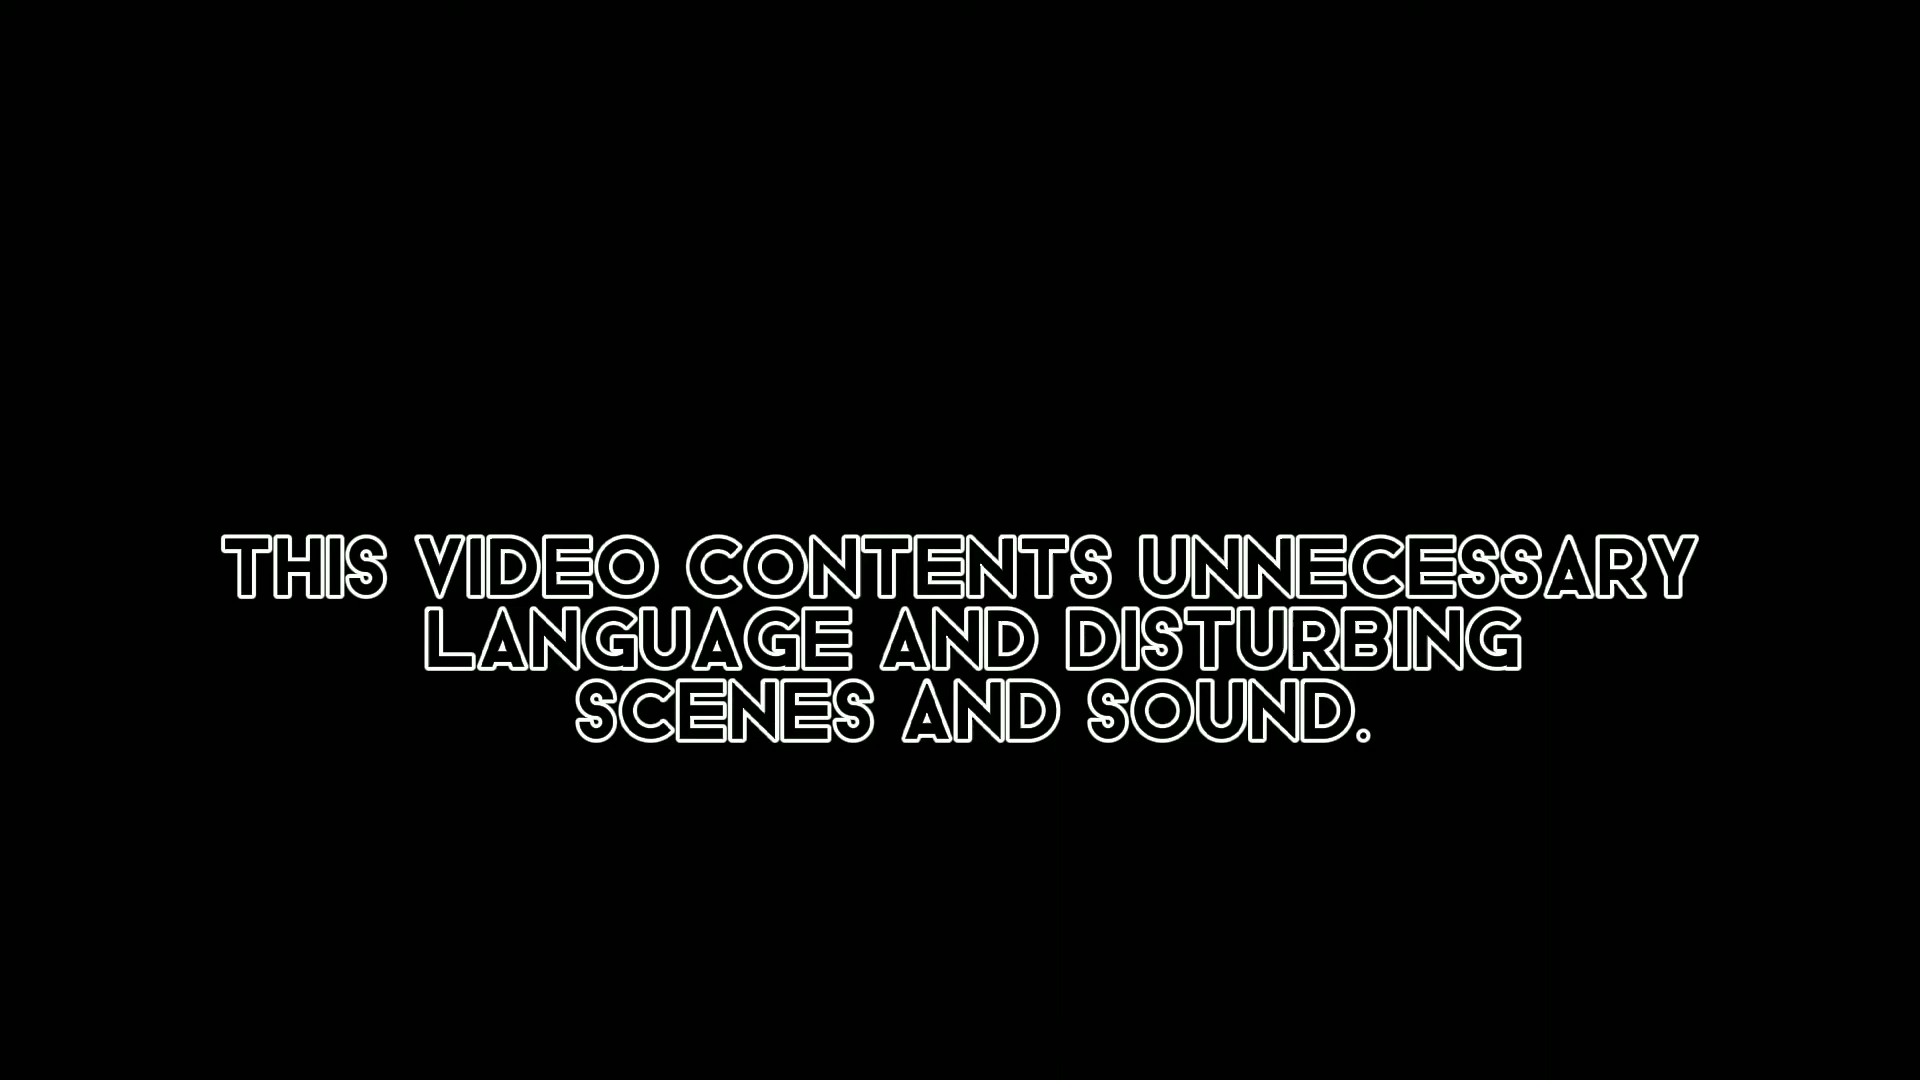 THIS VIDEO CONTENTS UNNECESSARY
LANGUAGE AND DISTURBING
SCENES AND SOUND.